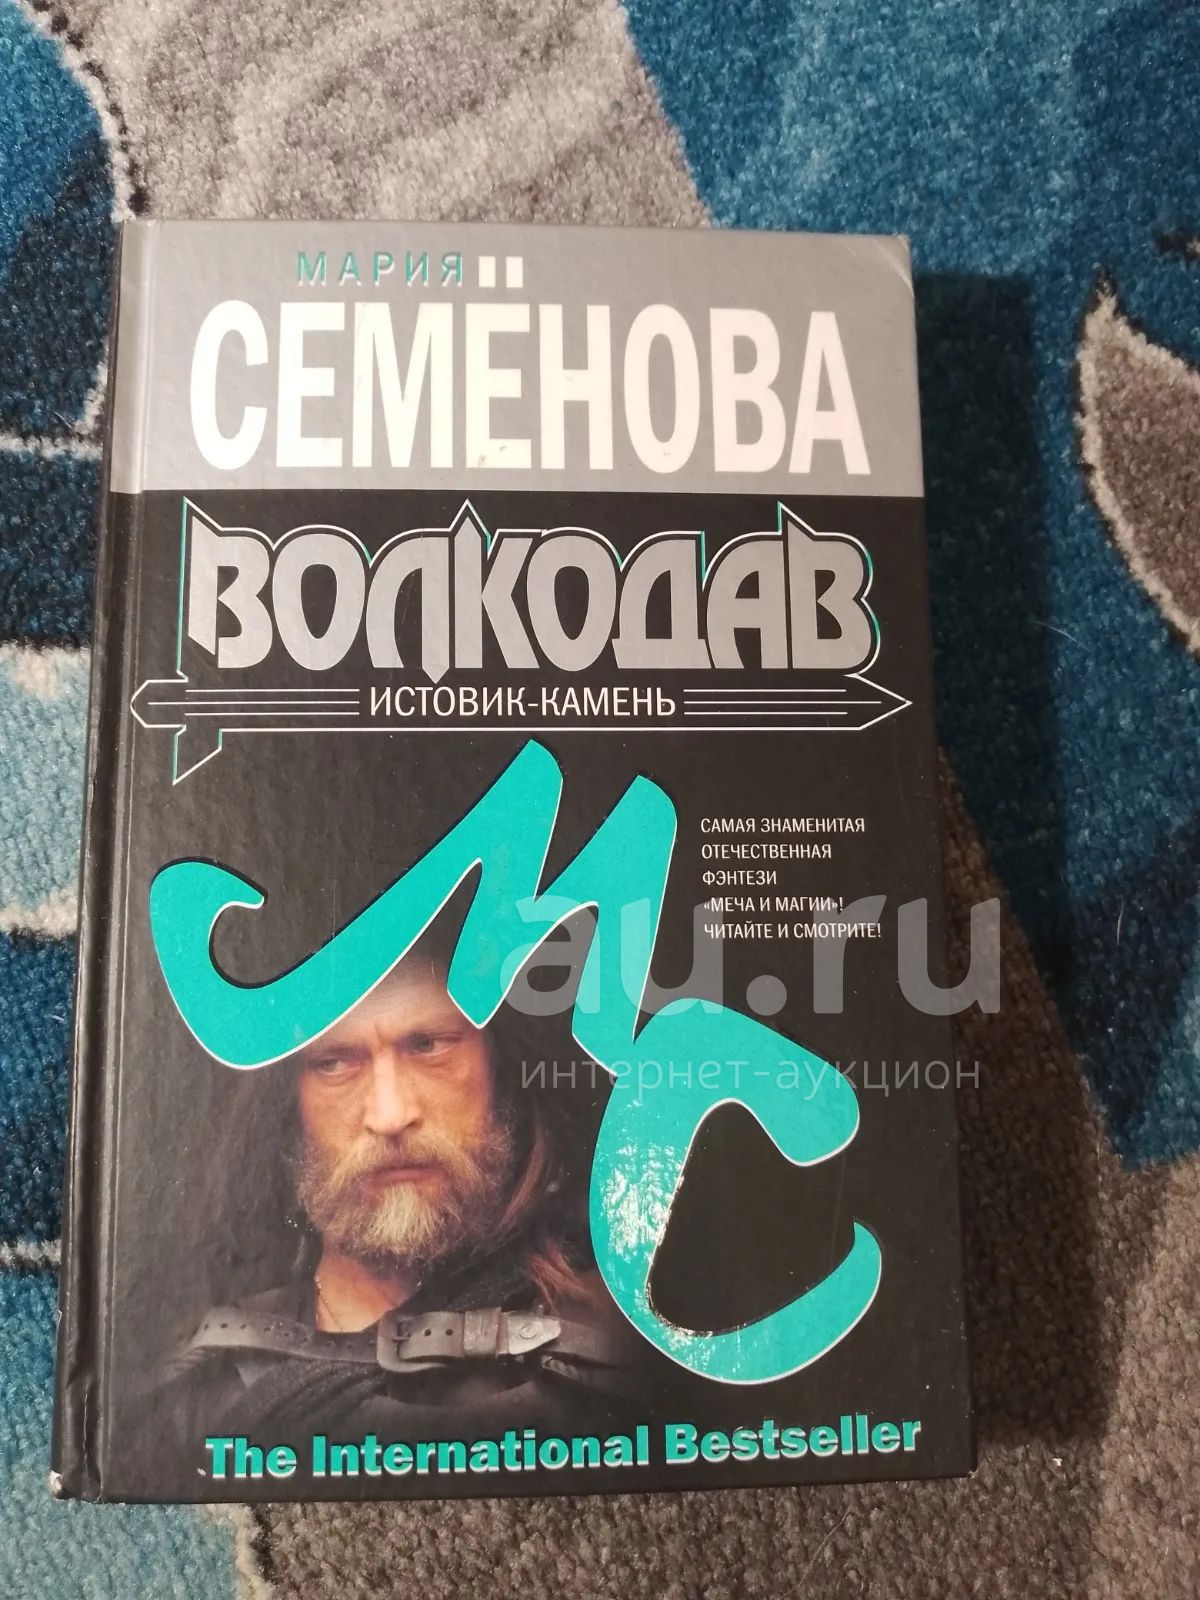 МАРИЯ
СЕМЁНОВА
ВОЛКОДАВ
ИСТОВИК-КАМЕНЬ
МС
САМАЯ ЗНАМЕНИТАЯ
ОТЕЧЕСТВЕННАЯ
ФЭНТЕЗИ
«МЕЧА И МАГИИ»!
ЧИТАЙТЕ И СМОТРИТЕ!
au.ru
интернет-аукцион
The International Bestseller